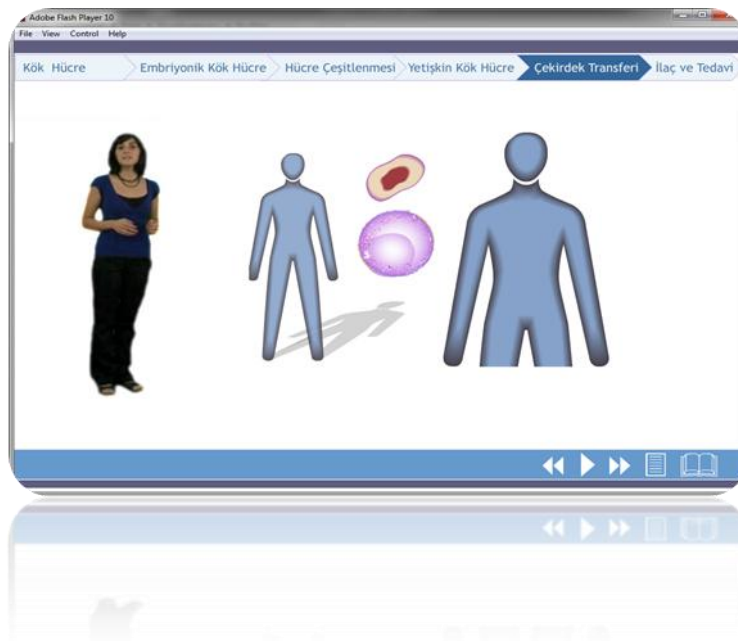 Adobe Flash Player 10
File View Control Help
Kök Hücre Embriyonik Kök Hücre Hücre Çeşitlenmesi Yetişkin Kök Hücre Çekirdek Transferi İlaç ve Tedavi